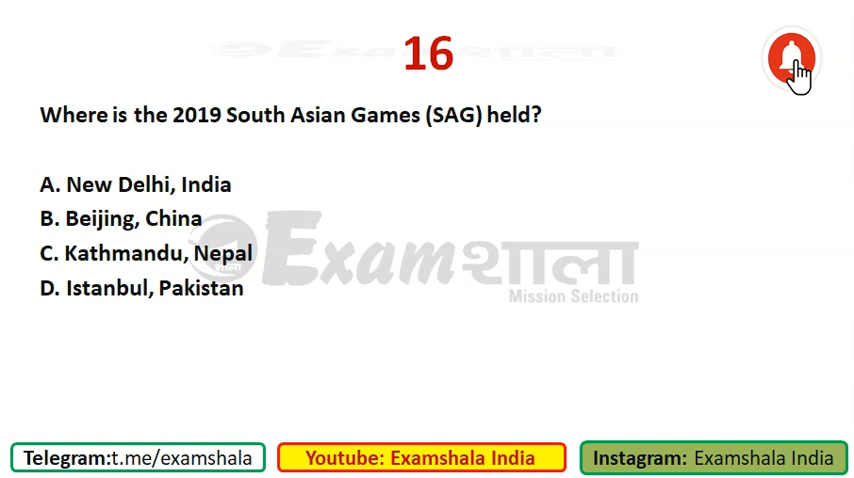 16
Where is the 2019 South Asian Games (SAG) held?
A. New Delhi, India
B. Beijing, China
C. Kathmandu, Nepal
D. Istanbul, Pakistan
Examशाला
शाला
Mission Selection
Telegram:t.me/examshala
Youtube: Examshala India
Instagram: Examshala India